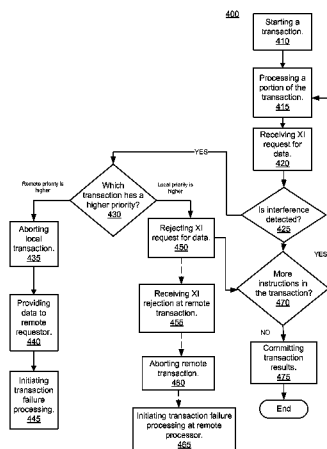 400
Starting a
transaction.
410
Processing a
portion of the
transaction.
415
Receiving XI
request for
data.
420
YES
Is interference
detected?
425
Which
transaction has
a higher priority?
430
Remote priority is
higher
Local priority is
higher
Aborting
local
transaction.
435
Rejecting XI
request for data.
450
YES
More
instructions in
the transaction?
470
Providing
data to
remote
requestor.
440
Receiving XI
rejection at remote
transaction.
455
NO
Committing
transaction
results.
475
Initiating
transaction
failure
processing.
445
Aborting remote
transaction.
460
End
Initiating transaction failure
processing at remote
processor.
465